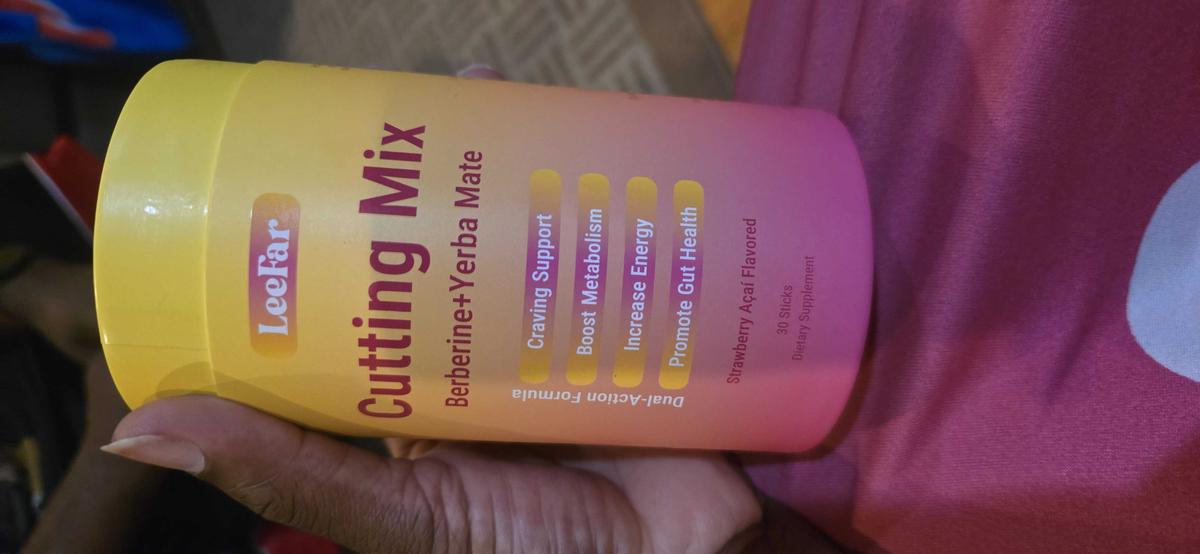 LeeFar
Cutting Mix
Berberine+Yerba Mate
Craving Support
Boost Metabolism
Increase Energy
Promote Gut Health
Dual-Action Formula
Strawberry Açaí Flavored
30 Sticks
Dietary Supplement